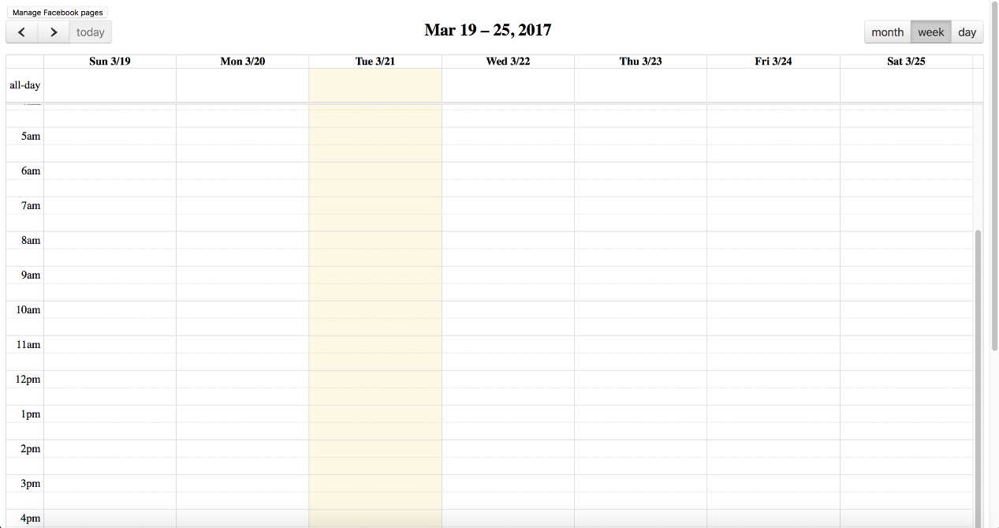 Manage Facebook pages
today
Mar 19 – 25, 2017
month week day
Sun 3/19 Mon 3/20 Tue 3/21 Wed 3/22 Thu 3/23 Fri 3/24 Sat 3/25
all-day
5am
6am
7am
8am
9am
10am
11am
12pm
1pm
2pm
3pm
4pm